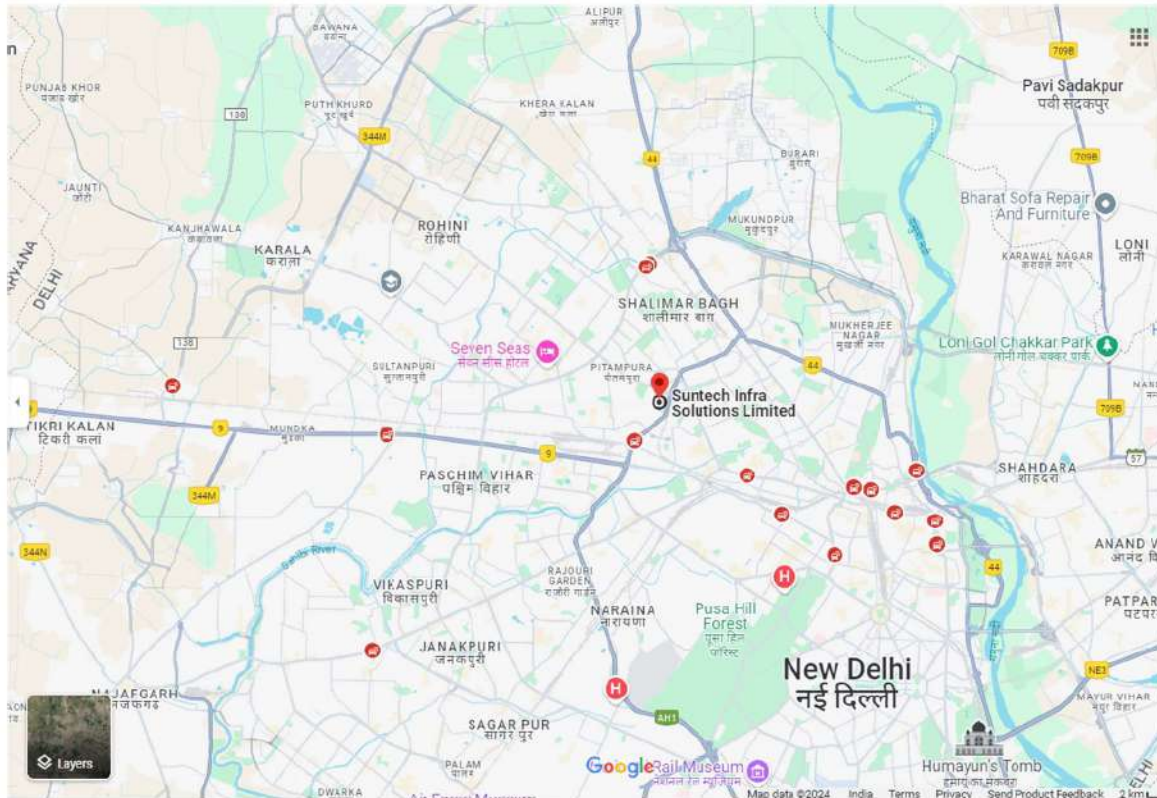 ALIPUR
अलीपुर
BAWANA
बवाना
PUNJAB KHOR
पंजाब खोर
PUTH KHURD
पूठ खुर्द
KHERA KALAN
खेरा कलां
138
344M
44
709B
Pavi Sadakpur
पवी सदकपुर
BURARI
बुरारी
709B
JAUNTI
जौंटी
KANJHAWALA
कंझावला
KARALA
कराला
ROHINI
रोहिणी
MUKUNDPUR
मुकुंदपुर
Bharat Sofa Repair
And Furniture
LONI
लोनी
KARAWAL NAGAR
करावल नगर
DELHI
SHALIMAR BAGH
शालीमार बाग़
MUKHERJEE
NAGAR
मुखर्जी नगर
Loni Gol Chakkar Park
लोनी गोल चक्कर पार्क
138
Seven Seas
सेवन सीस होटल
SULTANPURI
सुल्तानपुरी
PITAMPURA
पीतमपुरा
44
Suntech Infra
Solutions Limited
709B
TIKRI KALAN
टिकरी कलां
9
MUNDKA
मुंडका
9
57
PASCHIM VIHAR
पश्चिम विहार
SHAHDARA
शाहदरा
344M
344N
Sahibi River
VIKASPURI
विकासपुरी
RAJOURI
GARDEN
राजौरी गार्डन
NARAINA
नारायणा
H
Pusa Hill
Forest
पूसा हिल
फारिस्ट
44
ANAND
आनंद
PATPAR
पटपर
JANAKPURI
जनकपुरी
New Delhi
नई दिल्ली
NE3
MAYUR VIHAR
मयूर विहार
NAJAFGARH
नजफगढ़
H
AH1
SAGAR PUR
सागर पुर
Layers
PALAM
पालम
Google
Rail Museum
Humayun's Tomb
हुमायूं का मकबरा
DWARKA
DELHI
Map data ©2024 India Terms Privacy Send Product Feedback 2 km